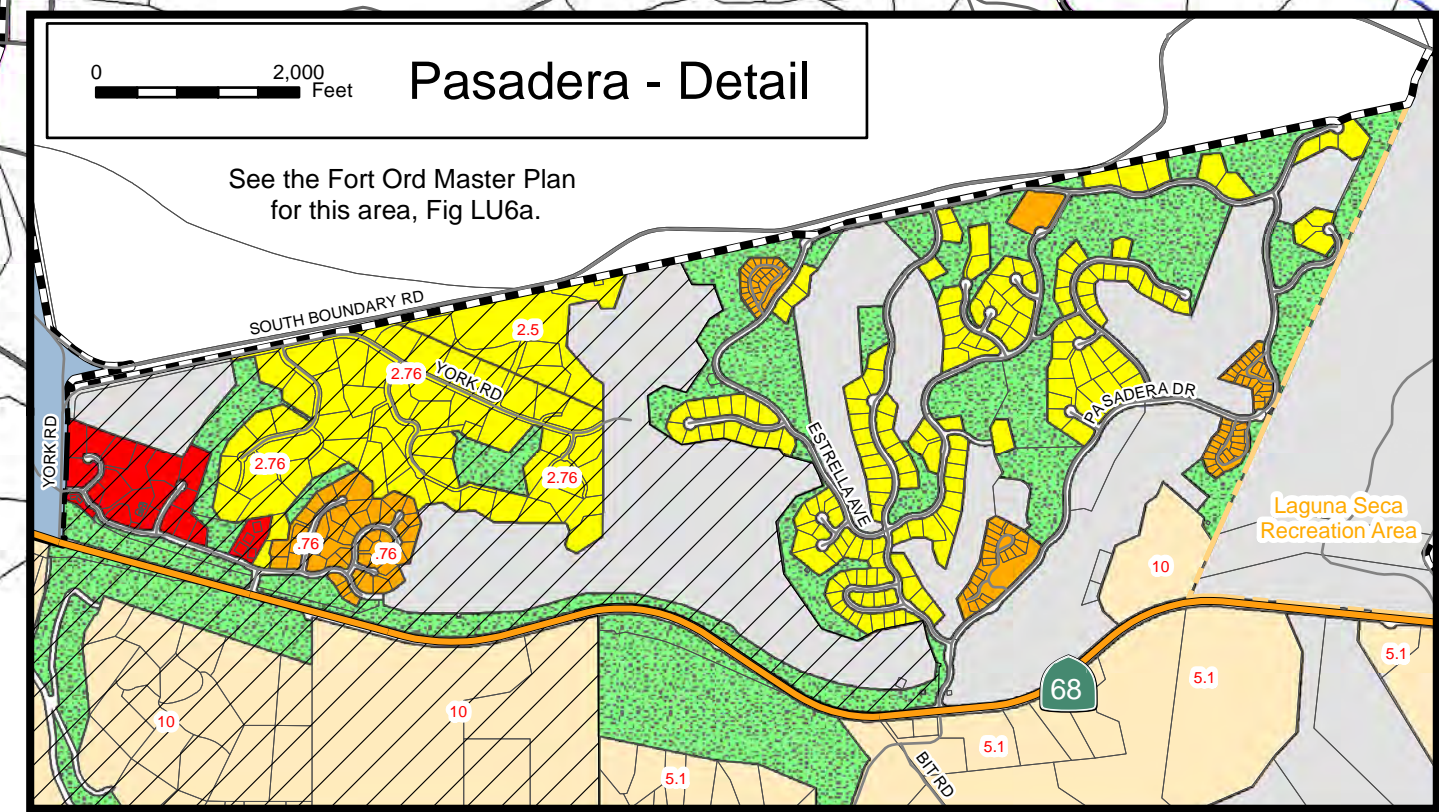 0 2,000
Feet
Pasadera - Detail
See the Fort Ord Master Plan
for this area, Fig LU6a.
SOUTH BOUNDARY RD
2.5
2.76
YORK RD
YORK RD
2.76
2.76
.76
.76
ESTRELLA AVE
PASADERA DR
Laguna Seca
Recreation Area
10
68
5.1
5.1
10
10
5.1
5.1
BIT RD